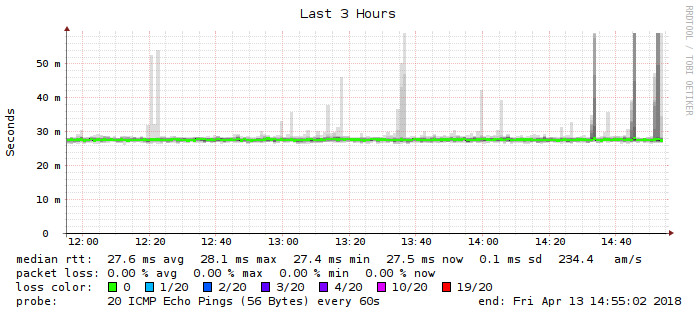 Last 3 Hours
RRDTOOL / TOBI OETIKER
Seconds
50 m
40 m
30 m
20 m
10 m
0
12:00 12:20 12:40 13:00 13:20 13:40 14:00 14:20 14:40
median rtt: 27.6 ms avg 28.1 ms max 27.4 ms min 27.5 ms now 0.1 ms sd 234.4 am/s
packet loss: 0.00 % avg 0.00 % max 0.00 % min 0.00 % now
loss color: 0 1/20 2/20 3/20 4/20 10/20 19/20
probe: 20 ICMP Echo Pings (56 Bytes) every 60s end: Fri Apr 13 14:55:02 2018